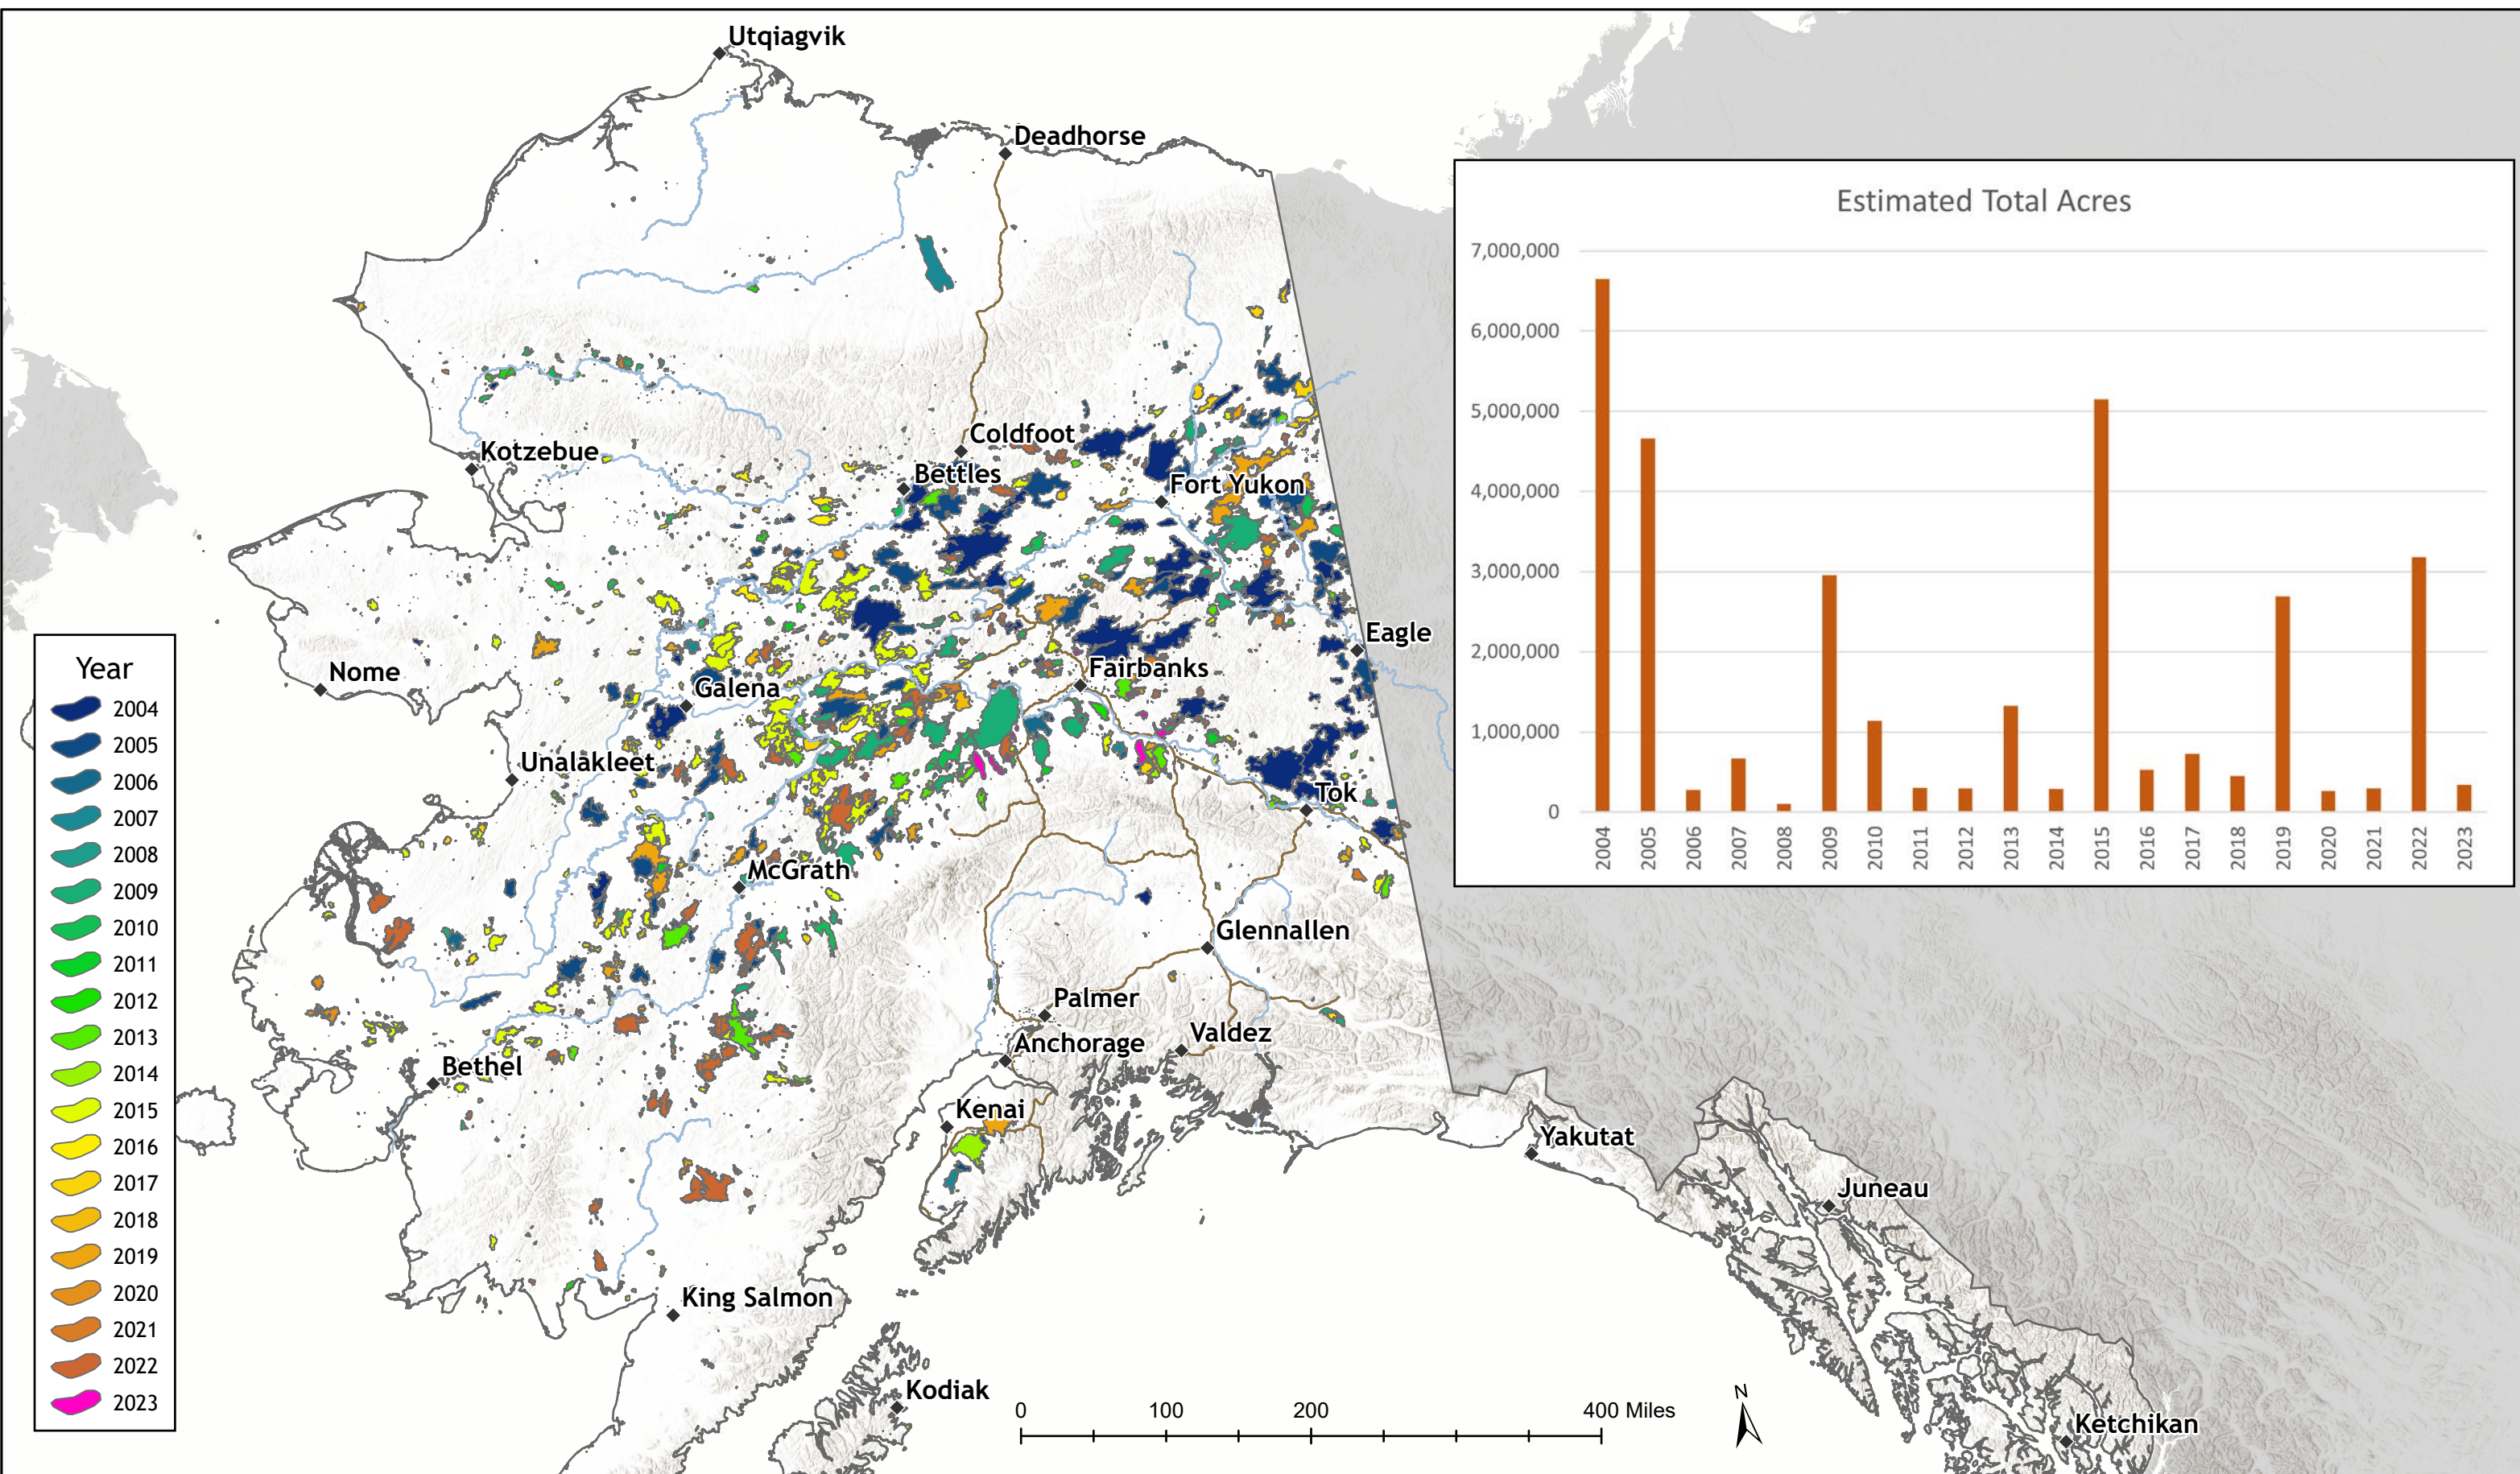 Utqiagvik
Deadhorse
Coldfoot
Kotzebue
Bettles
Fort Yukon
Eagle
Nome
Fairbanks
Galena
Unalakleet
Tok
McGrath
Glennallen
Palmer
Valdez
Anchorage
Bethel
Kenai
Yakutat
Juneau
King Salmon
Kodiak
Ketchikan
Year
2004
2005
2006
2007
2008
2009
2010
2011
2012
2013
2014
2015
2016
2017
2018
2019
2020
2021
2022
2023
Estimated Total Acres
7,000,000
6,000,000
5,000,000
4,000,000
3,000,000
2,000,000
1,000,000
0
2004 2005 2006 2007 2008 2009 2010 2011 2012 2013 2014 2015 2016 2017 2018 2019 2020 2021 2022 2023
0 100 200 400 Miles
N